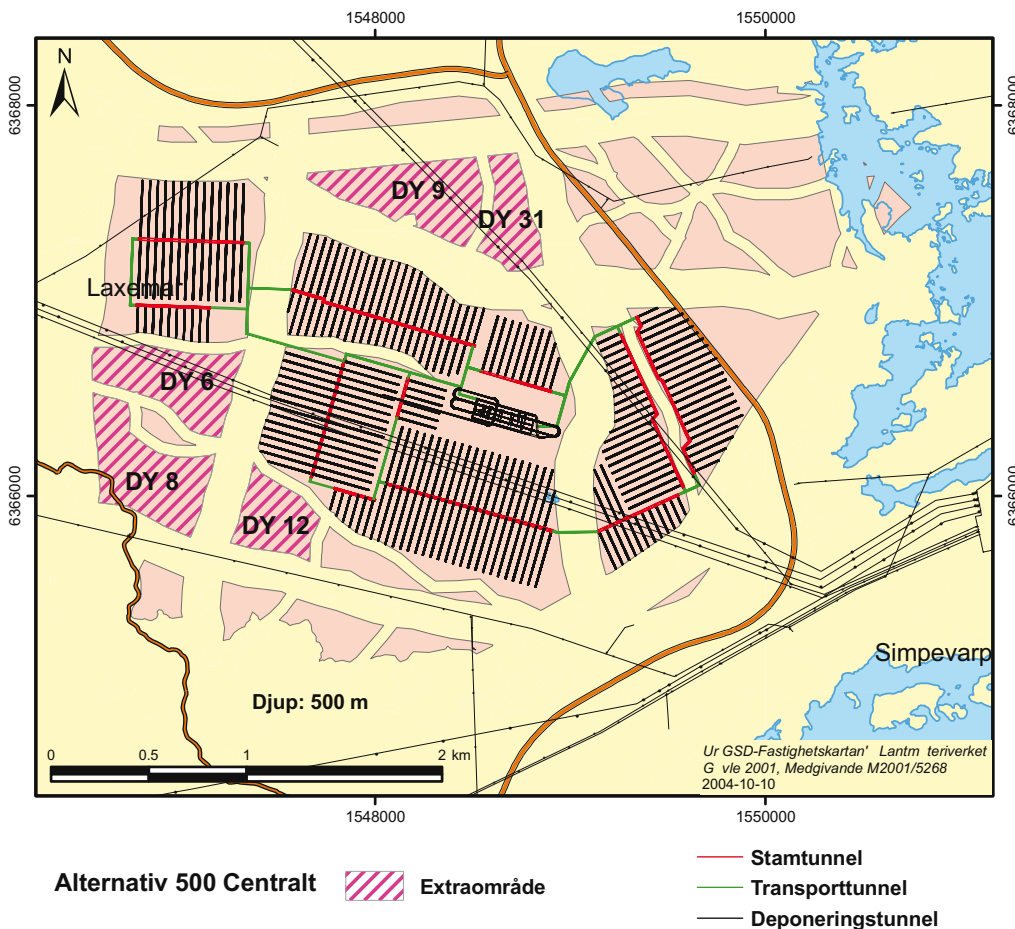 1548000 1550000
N
6368000 6368000
DY 9
DY 31
Laxemar
DY 6
DY 8
DY 12
6366000 6366000
Simpevarp
Djup: 500 m
0 0.5 1 2 km
Ur GSD-Fastighetskartan' Lantm teriverket
G vle 2001, Medgivande M2001/5268
2004-10-10
1548000 1550000
Alternativ 500 Centralt
Extraområde
Stamtunnel
Transporttunnel
Deponeringstunnel